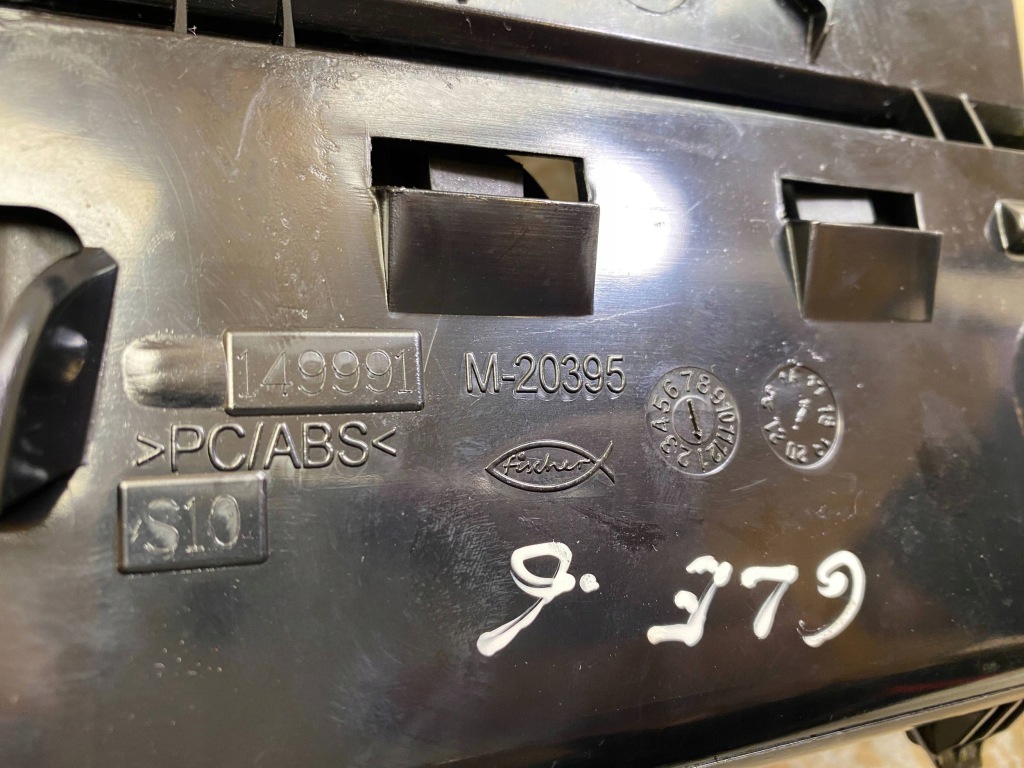 149991
M-20395
>PC/ABS<
fischer
S10
9. 379